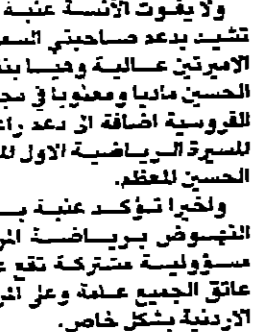 ولا يفوت الآنسة عنبة
تشيد بدعم صاحبتي السمو
الاميرتين عالية وهيا بنت
الحسين ماديا ومعنويا في مجال
للفروسية اضافة الى دعم
للسيرة الرياضية الاول
الحسين المعظم.
واخيرا تؤكد عنبة
النهوض برياضة
مسؤولية مشتركة تقع
عاتق الجميع عامة وعلى
الاردنية بشكل خاص.